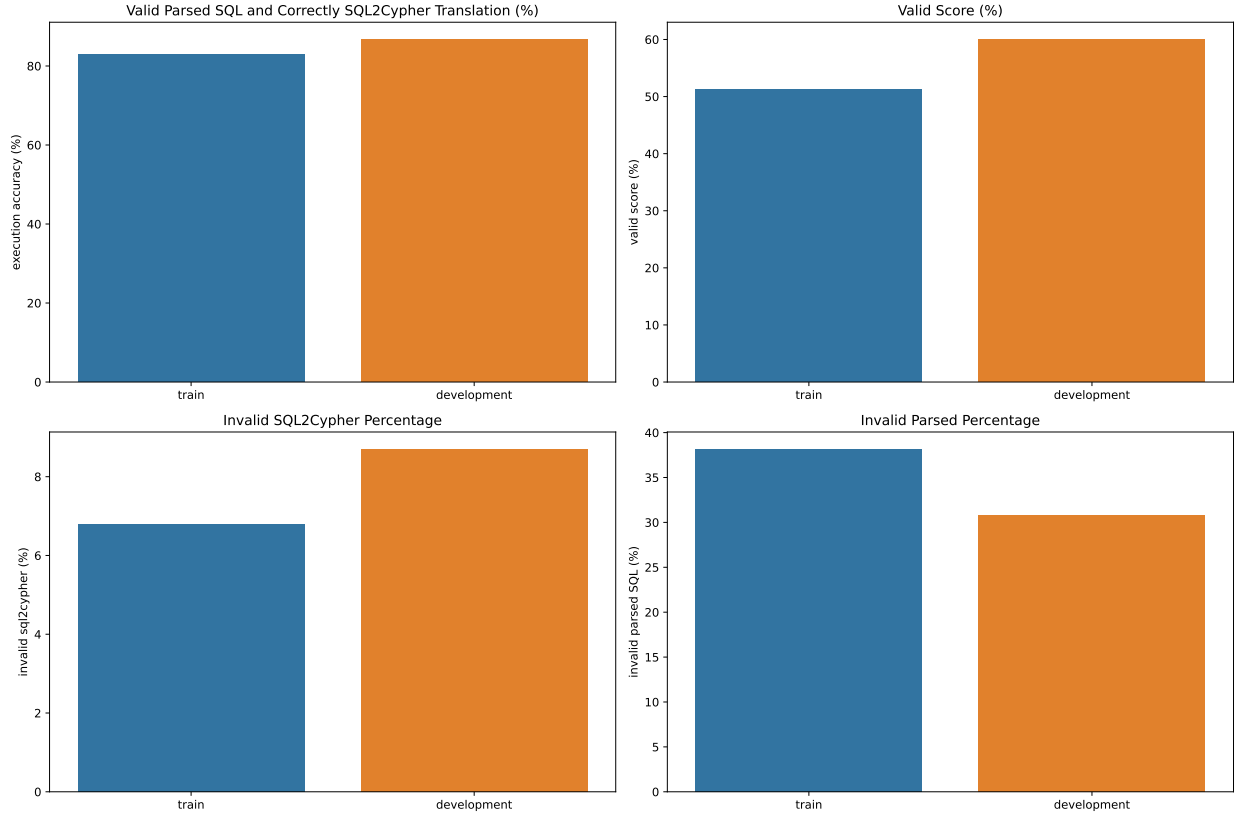 Valid Parsed SQL and Correctly SQL2Cypher Translation (%)
execution accuracy (%)
80
60
40
20
0
train development
Valid Score (%)
valid score (%)
60
50
40
30
20
10
0
train development
Invalid SQL2Cypher Percentage
invalid sql2cypher (%)
8
6
4
2
0
train development
Invalid Parsed Percentage
invalid parsed SQL (%)
40
35
30
25
20
15
10
5
0
train development